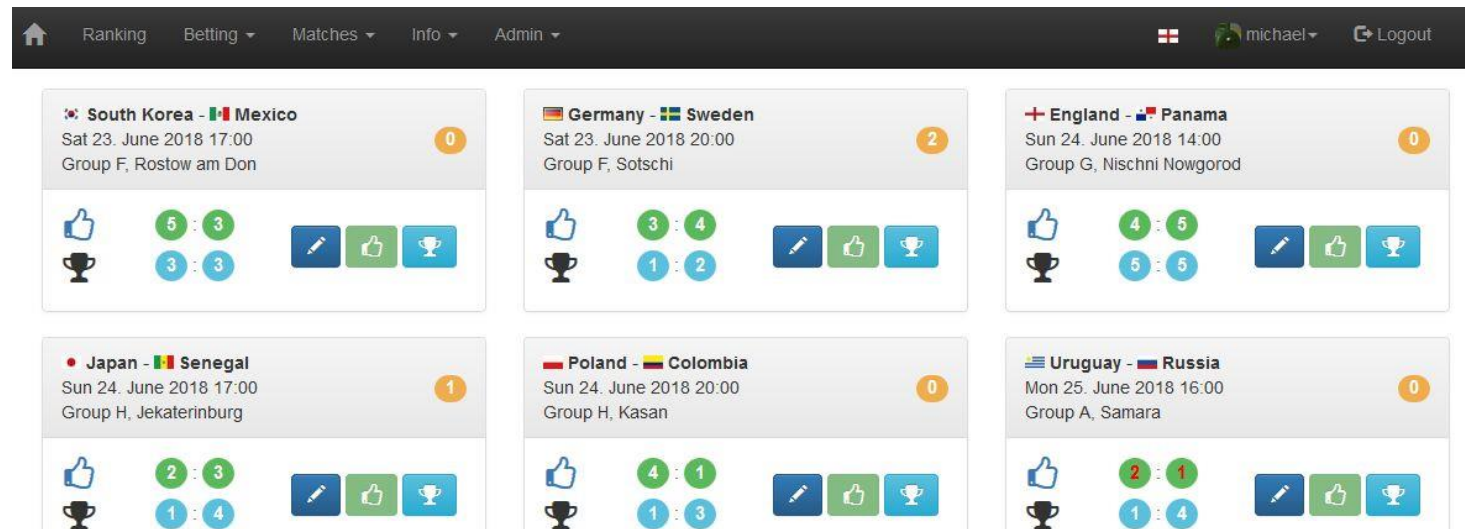 Ranking Betting Matches Info Admin michael Logout
South Korea - Mexico
Sat 23. June 2018 17:00
Group F, Rostow am Don
0
5 : 3
3 : 3
Germany - Sweden
Sat 23. June 2018 20:00
Group F, Sotschi
2
3 : 4
1 : 2
England - Panama
Sun 24. June 2018 14:00
Group G, Nischni Nowgorod
0
4 : 5
5 : 5
Japan - Senegal
Sun 24. June 2018 17:00
Group H, Jekaterinburg
1
2 : 3
1 : 4
Poland - Colombia
Sun 24. June 2018 20:00
Group H, Kasan
0
4 : 1
1 : 3
Uruguay - Russia
Mon 25. June 2018 16:00
Group A, Samara
0
2 : 1
1 : 4